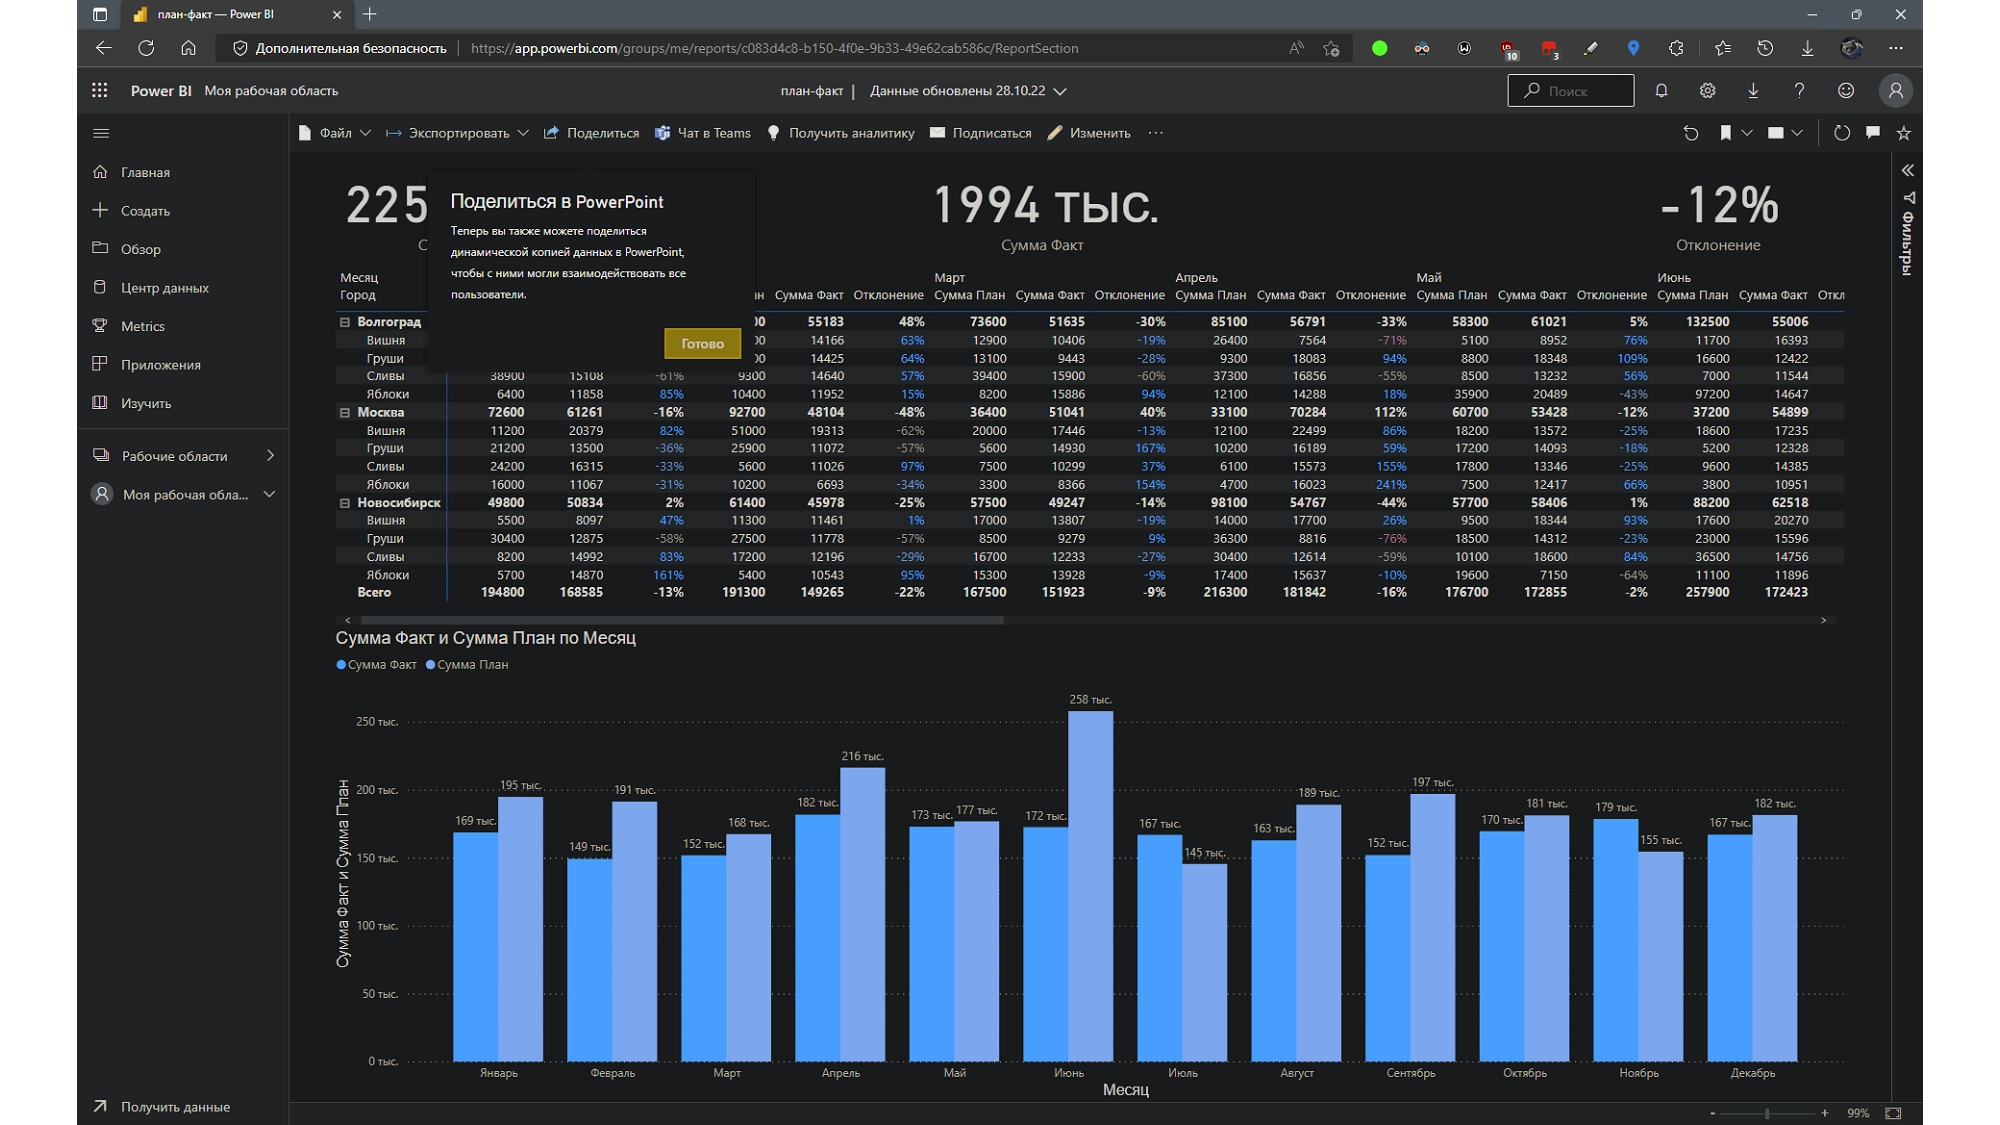 план-факт — Power BI
Дополнительная безопасность | https://app.powerbi.com/groups/me/reports/c083d4c8-b150-4f0e-9b33-49e62cab586c/ReportSection
10
3
Power BI Моя рабочая область
план-факт | Данные обновлены 28.10.22
Поиск
Файл Экспортировать Поделиться Чат в Teams Получить аналитику Подписаться Изменить ...
Главная
Создать
Обзор
Центр данных
Metrics
Приложения
Изучить
Рабочие области
Моя рабочая обла...
Получить данные
225
С
1994 тыс.
Сумма Факт
-12%
Отклонение
Фильтры
Поделиться в PowerPoint
Теперь вы также можете поделиться
динамической копией данных в PowerPoint,
чтобы с ними могли взаимодействовать все
пользователи.
Готово
Месяц Март Апрель Май Июнь
Город н Сумма Факт Отклонение Сумма План Сумма Факт Отклонение Сумма План Сумма Факт Отклонение Сумма План Сумма Факт Отклонение Сумма План Сумма Факт Откл
Волгоград 00 55183 48% 73600 51635 -30% 85100 56791 -33% 58300 61021 5% 132500 55006
Вишня 00 14166 63% 12900 10406 -19% 26400 7564 -71% 5100 8952 76% 11700 16393
Груши 00 14425 64% 13100 9443 -28% 9300 18083 94% 8800 18348 109% 16600 12422
Сливы 38900 15108 -61% 9300 14640 57% 39400 15900 -60% 37300 16856 -55% 8500 13232 56% 7000 11544
Яблоки 6400 11858 85% 10400 11952 15% 8200 15886 94% 12100 14288 18% 35900 20489 -43% 97200 14647
Москва 72600 61261 -16% 92700 48104 -48% 36400 51041 40% 33100 70284 112% 60700 53428 -12% 37200 54899
Вишня 11200 20379 82% 51000 19313 -62% 20000 17446 -13% 12100 22499 86% 18200 13572 -25% 18600 17235
Груши 21200 13500 -36% 25900 11072 -57% 5600 14930 167% 10200 16189 59% 17200 14093 -18% 5200 12328
Сливы 24200 16315 -33% 5600 11026 97% 7500 10299 37% 6100 15573 155% 17800 13346 -25% 9600 14385
Яблоки 16000 11067 -31% 10200 6693 -34% 3300 8366 154% 4700 16023 241% 7500 12417 66% 3800 10951
Новосибирск 49800 50834 2% 61400 45978 -25% 57500 49247 -14% 98100 54767 -44% 57700 58406 1% 88200 62518
Вишня 5500 8097 47% 11300 11461 1% 17000 13807 -19% 14000 17700 26% 9500 18344 93% 17600 20270
Груши 30400 12875 -58% 27500 11778 -57% 8500 9279 9% 36300 8816 -76% 18500 14312 -23% 23000 15596
Сливы 8200 14992 83% 17200 12196 -29% 16700 12233 -27% 30400 12614 -59% 10100 18600 84% 36500 14756
Яблоки 5700 14870 161% 5400 10543 95% 15300 13928 -9% 17400 15637 -10% 19600 7150 -64% 11100 11896
Всего 194800 168585 -13% 191300 149265 -22% 167500 151923 -9% 216300 181842 -16% 176700 172855 -2% 257900 172423
Сумма Факт и Сумма План по Месяц
Сумма Факт Сумма План
Сумма Факт и Сумма План
250 тыс.
200 тыс.
150 тыс.
100 тыс.
50 тыс.
0 тыс.
169 тыс. 195 тыс.
149 тыс. 191 тыс.
152 тыс. 168 тыс.
182 тыс. 216 тыс.
173 тыс. 177 тыс.
172 тыс. 258 тыс.
167 тыс. 145 тыс.
163 тыс. 189 тыс.
152 тыс. 197 тыс.
170 тыс. 181 тыс.
179 тыс. 155 тыс.
167 тыс. 182 тыс.
Январь Февраль Март Апрель Май Июнь Июль Август Сентябрь Октябрь Ноябрь Декабрь
Месяц
- + 99%